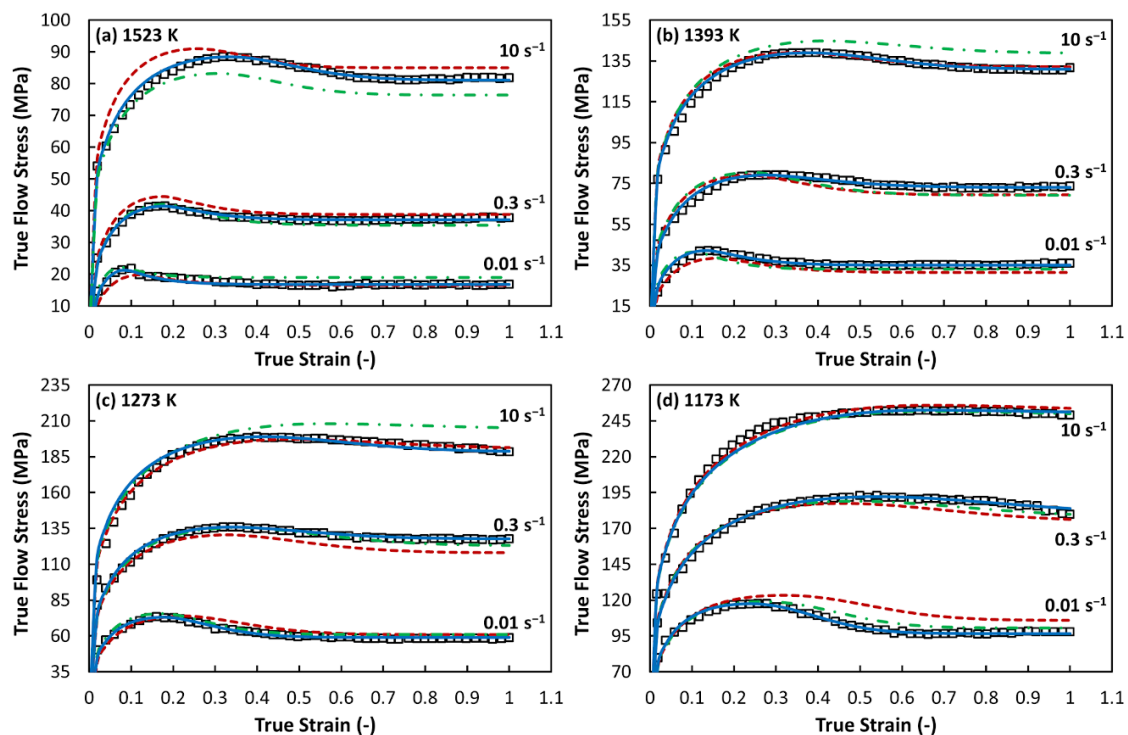 (a) 1523 K
True Flow Stress (MPa)
100
90
80
70
60
50
40
30
20
10
10 s⁻¹
0.3 s⁻¹
0.01 s⁻¹
0 0.1 0.2 0.3 0.4 0.5 0.6 0.7 0.8 0.9 1 1.1
True Strain (-)
(b) 1393 K
True Flow Stress (MPa)
155
135
115
95
75
55
35
15
10 s⁻¹
0.3 s⁻¹
0.01 s⁻¹
0 0.1 0.2 0.3 0.4 0.5 0.6 0.7 0.8 0.9 1 1.1
True Strain (-)
(c) 1273 K
True Flow Stress (MPa)
235
210
185
160
135
110
85
60
35
10 s⁻¹
0.3 s⁻¹
0.01 s⁻¹
0 0.1 0.2 0.3 0.4 0.5 0.6 0.7 0.8 0.9 1 1.1
True Strain (-)
(d) 1173 K
True Flow Stress (MPa)
270
245
220
195
170
145
120
95
70
10 s⁻¹
0.3 s⁻¹
0.01 s⁻¹
0 0.1 0.2 0.3 0.4 0.5 0.6 0.7 0.8 0.9 1 1.1
True Strain (-)